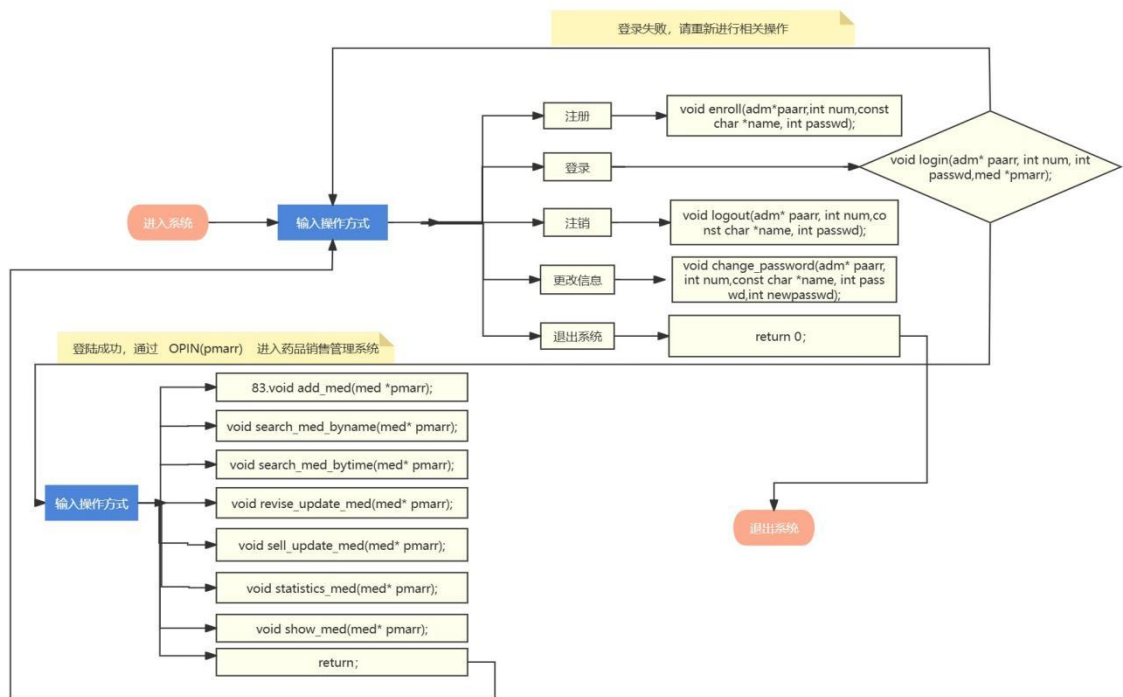 登录失败，请重新进行相关操作
注册
void enroll(adm*paarr,int num,const
char *name, int passwd);
登录
void login(adm* paarr, int num, int
passwd,med *pmarr);
进入系统
输入操作方式
注销
void logout(adm* paarr, int num,co
nst char *name, int passwd);
更改信息
void change_password(adm* paarr,
int num,const char *name, int pass
wd,int newpasswd);
退出系统
return 0;
登陆成功，通过 OPIN(pmarr) 进入药品销售管理系统
83.void add_med(med *pmarr);
void search_med_byname(med* pmarr);
void search_med_bytime(med* pmarr);
输入操作方式
void revise_update_med(med* pmarr);
void sell_update_med(med* pmarr);
void statistics_med(med* pmarr);
void show_med(med* pmarr);
return;
退出系统